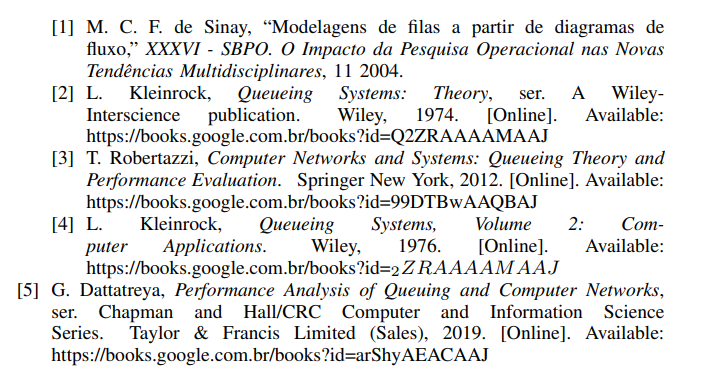 [1] M. C. F. de Sinay, “Modelagens de filas a partir de diagramas de
fluxo,” XXXVI - SBPO. O Impacto da Pesquisa Operacional nas Novas
Tendências Multidisciplinares, 11 2004.
[2] L. Kleinrock, Queueing Systems: Theory, ser. A Wiley-
Interscience publication. Wiley, 1974. [Online]. Available:
https://books.google.com.br/books?id=Q2ZRAAAAMAAJ
[3] T. Robertazzi, Computer Networks and Systems: Queueing Theory and
Performance Evaluation. Springer New York, 2012. [Online]. Available:
https://books.google.com.br/books?id=99DTBwAAQBAJ
[4] L. Kleinrock, Queueing Systems, Volume 2: Com-
puter Applications. Wiley, 1976. [Online]. Available:
https://books.google.com.br/books?id=₂ZRAAAAMAAJ
[5] G. Dattatreya, Performance Analysis of Queuing and Computer Networks,
ser. Chapman and Hall/CRC Computer and Information Science
Series. Taylor & Francis Limited (Sales), 2019. [Online]. Available:
https://books.google.com.br/books?id=arShyAEACAAJ